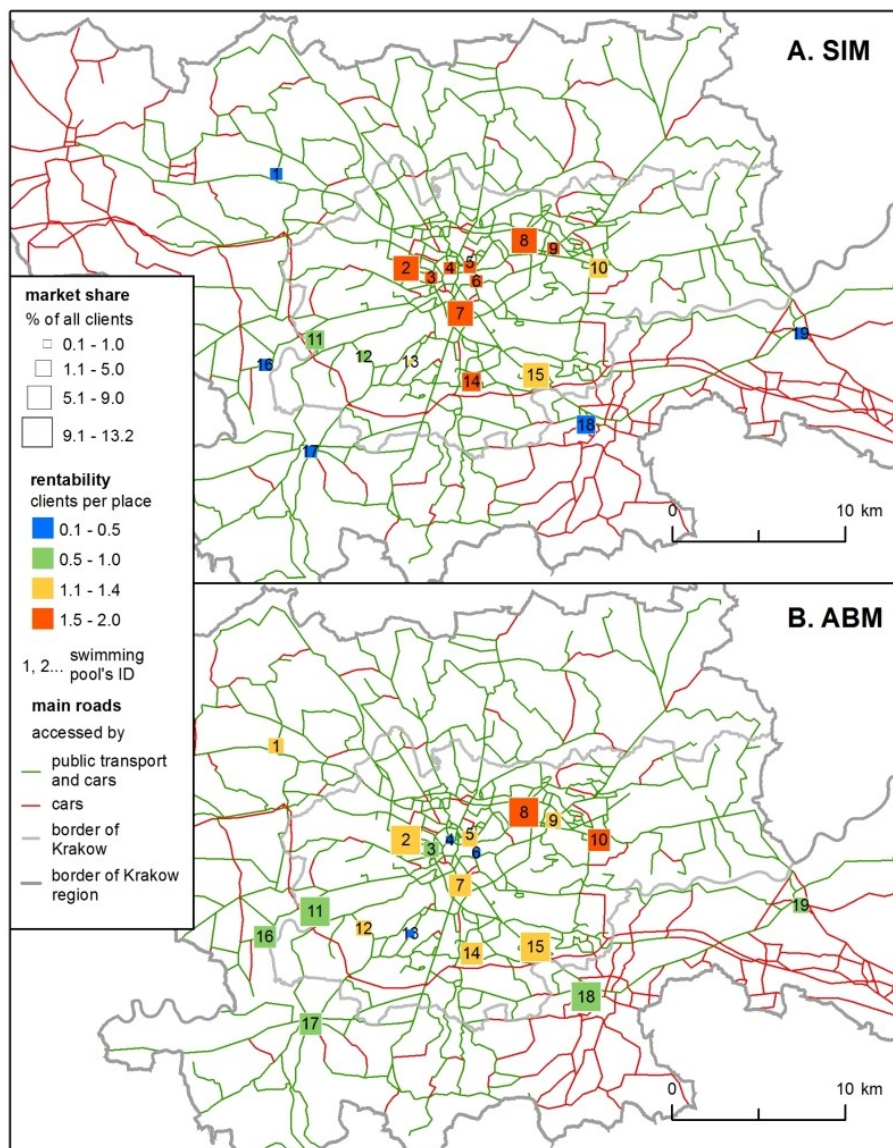 A. SIM
1
8
9
5
4
2
3
6
10
7
19
11
12
13
16
14
15
18
17
0
10 km
market share
% of all clients
0.1 - 1.0
1.1 - 5.0
5.1 - 9.0
9.1 - 13.2
rentability
clients per place
0.1 - 0.5
0.5 - 1.0
1.1 - 1.4
1.5 - 2.0
1, 2... swimming
pool's ID
main roads
accessed by
public transport
and cars
cars
border of
Krakow
border of Krakow
region
B. ABM
1
8
9
5
4
2
3
6
10
7
19
11
12
13
16
14
15
18
17
0
10 km